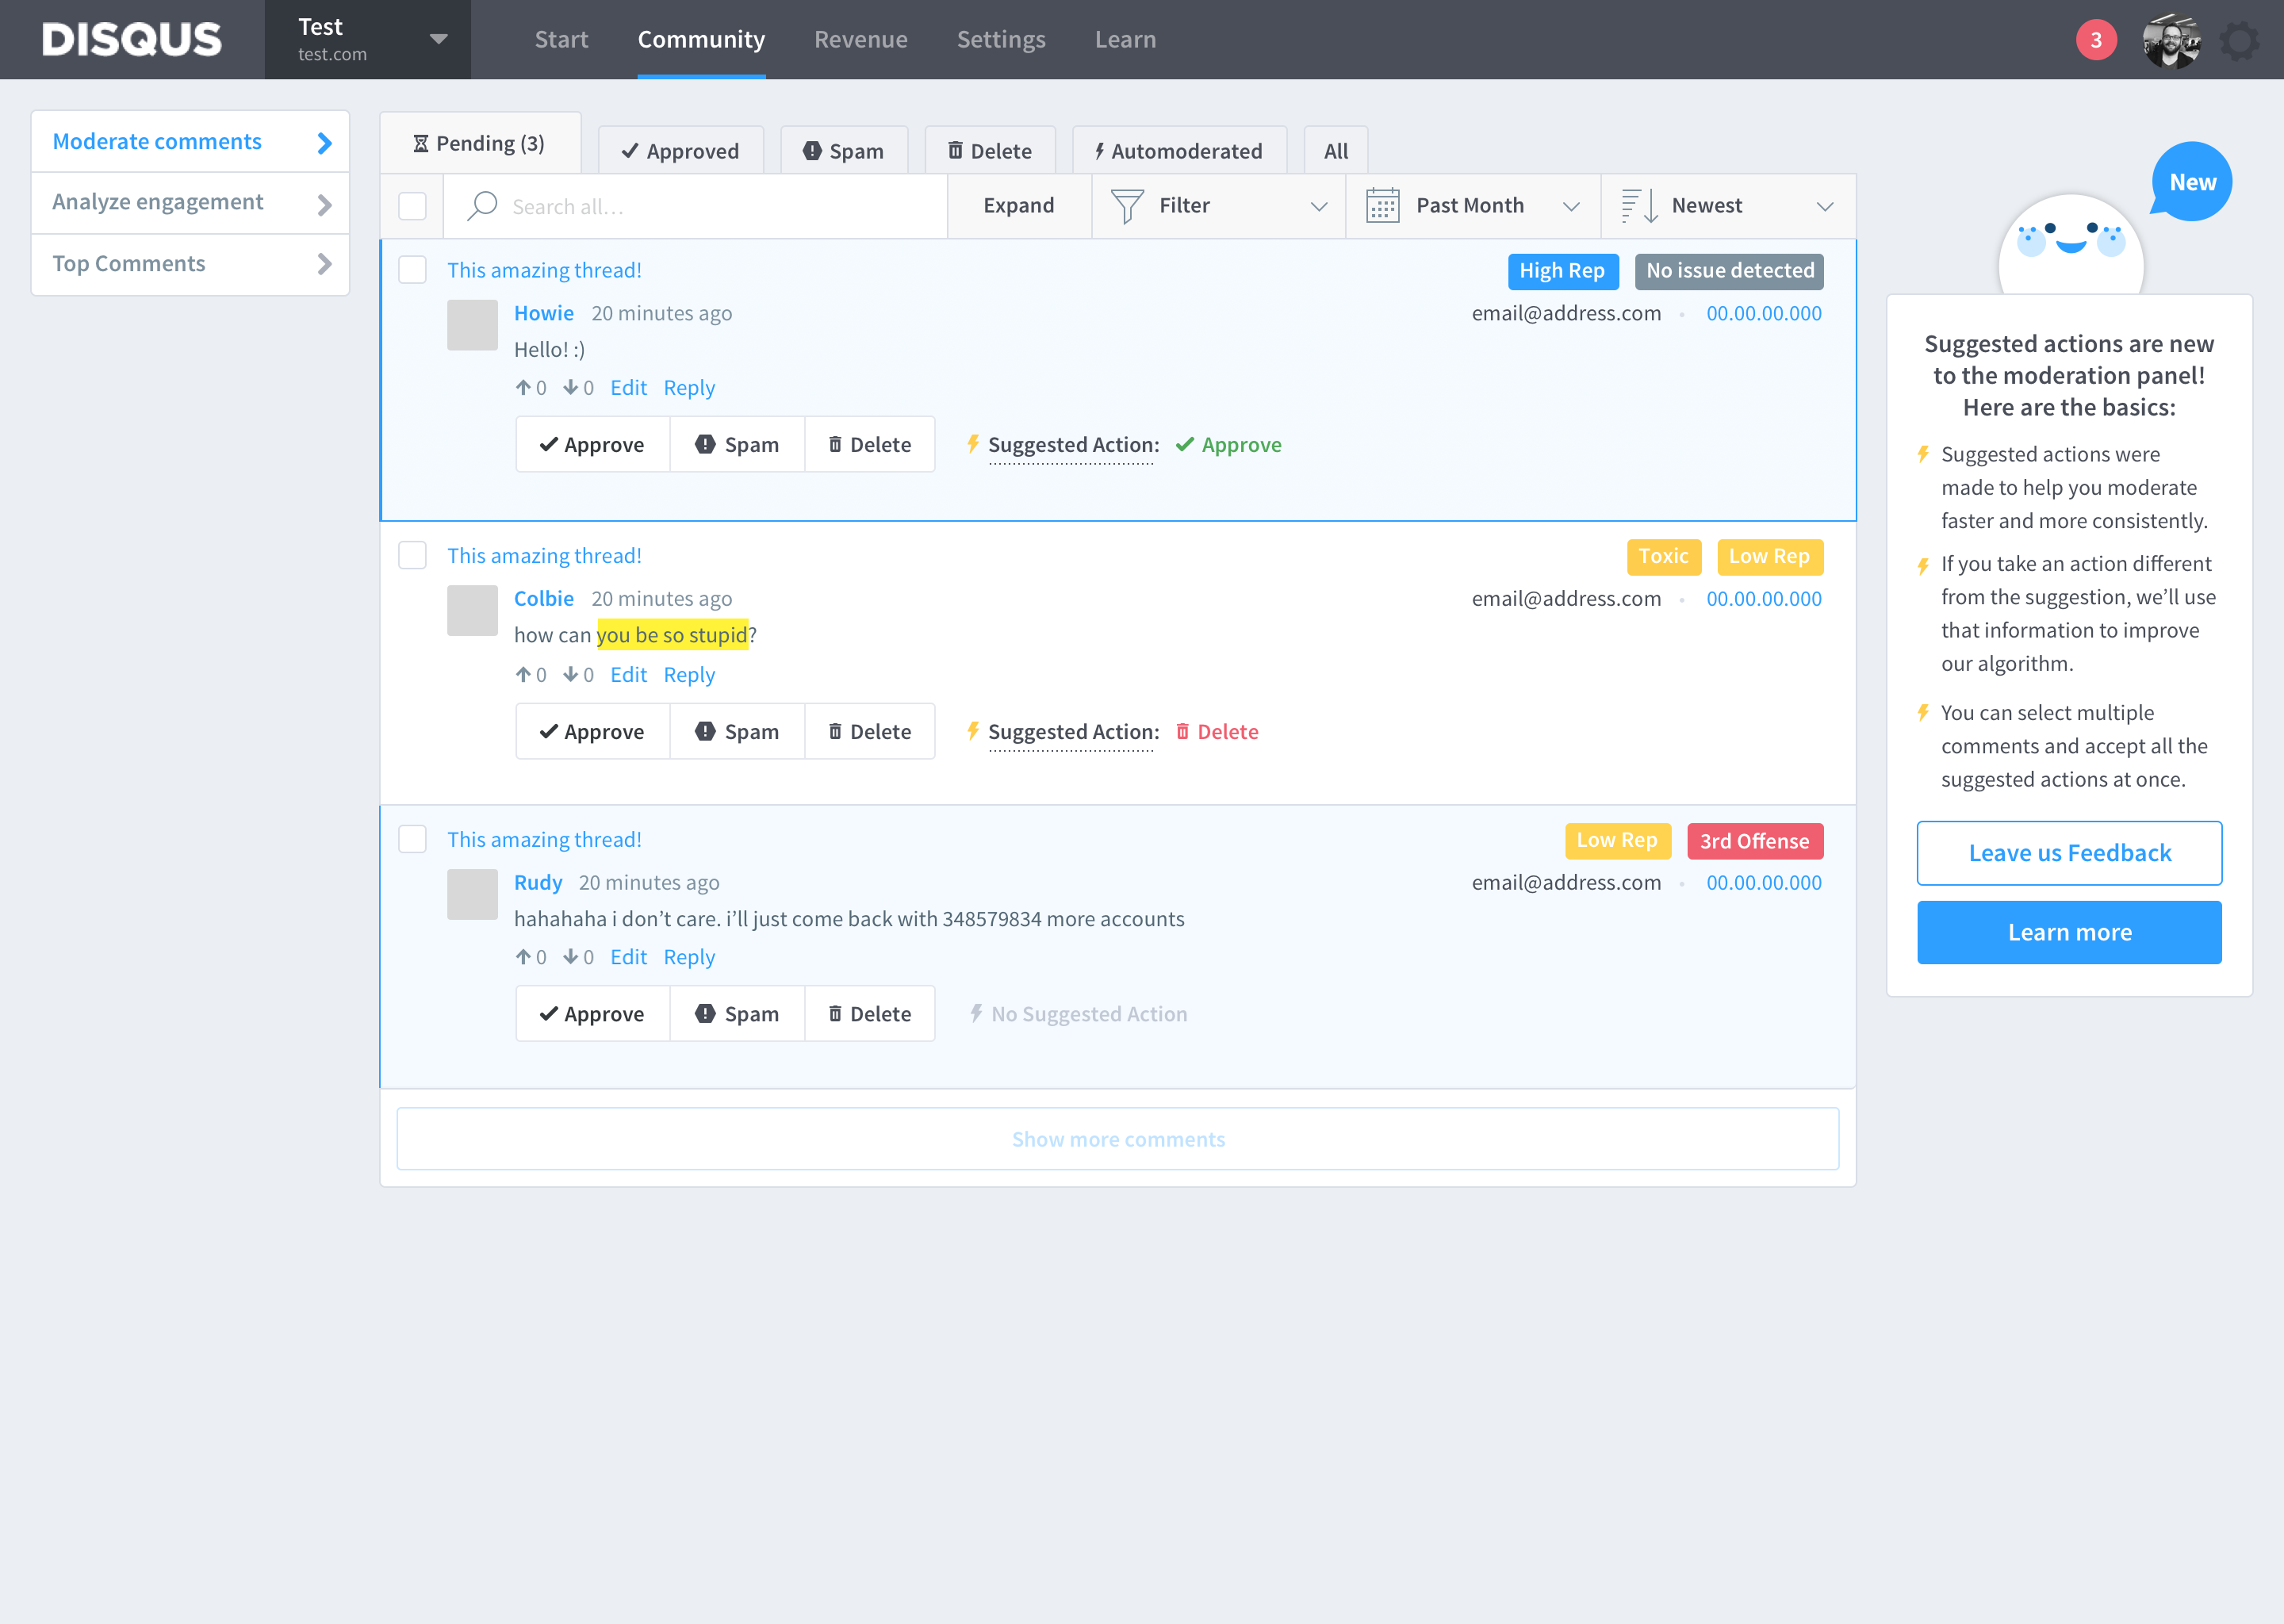 DISQUS
Test
test.com
Start
Community
Revenue
Settings
Learn
3
Moderate comments
Analyze engagement
Top Comments
Pending (3)
Approved
Spam
Delete
Automoderated
All
Search all...
Expand
Filter
Past Month
Newest
This amazing thread!
High Rep
No issue detected
Howie 20 minutes ago
email@address.com • 00.00.00.000
Hello! :)
0 0 Edit Reply
Approve
Spam
Delete
Suggested Action: Approve
This amazing thread!
Toxic
Low Rep
Colbie 20 minutes ago
email@address.com • 00.00.00.000
how can you be so stupid?
0 0 Edit Reply
Approve
Spam
Delete
Suggested Action: Delete
This amazing thread!
Low Rep
3rd Offense
Rudy 20 minutes ago
email@address.com • 00.00.00.000
hahahaha i don’t care. i’ll just come back with 348579834 more accounts
0 0 Edit Reply
Approve
Spam
Delete
No Suggested Action
Show more comments
New
Suggested actions are new
to the moderation panel!
Here are the basics:
Suggested actions were
made to help you moderate
faster and more consistently.
If you take an action different
from the suggestion, we’ll use
that information to improve
our algorithm.
You can select multiple
comments and accept all the
suggested actions at once.
Leave us Feedback
Learn more